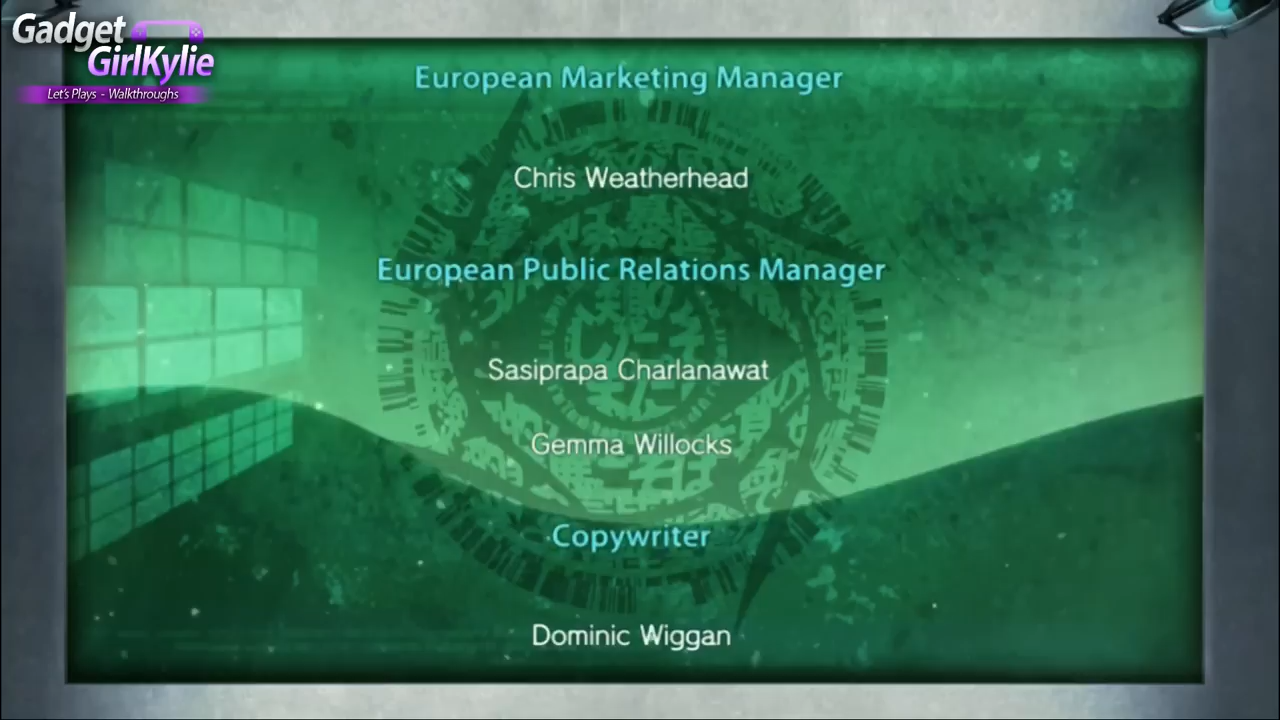 Gadget
GirlKylie
Let's Plays - Walkthroughs
European Marketing Manager
Chris Weatherhead
European Public Relations Manager
Sasiprapa Charlanawat
Gemma Willocks
Copywriter
Dominic Wiggan